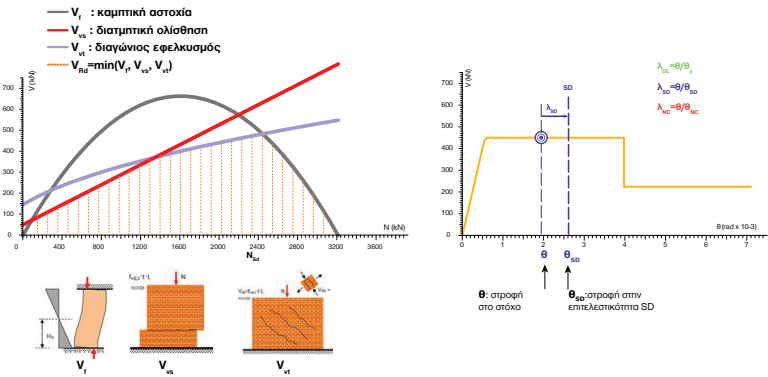 V_f : καμπτική αστοχία
V_vs : διατμητική ολίσθηση
V_vt : διαγώνιος εφελκυσμός
V_Rd=min(V_f, V_vs, V_vt)
V (kN)
700
600
500
400
300
200
100
0
0 400 800 1200 1600 2000 2400 2800 3200 3600
N (kN)
N_Sd
N
N
H_o
V_f
V_vs
V_vt
λ_DL=θ/θ_y
λ_SD=θ/θ_SD
λ_NC=θ/θ_NC
V (kN)
SD
λ_SD
700
600
500
400
300
200
100
0
0 1 2 3 4 5 6 7
θ(rad x 10-3)
θ θ_SD
θ: στροφή
στο στόχο
θ_SD:στροφή στην
επιτελεστικότητα SD